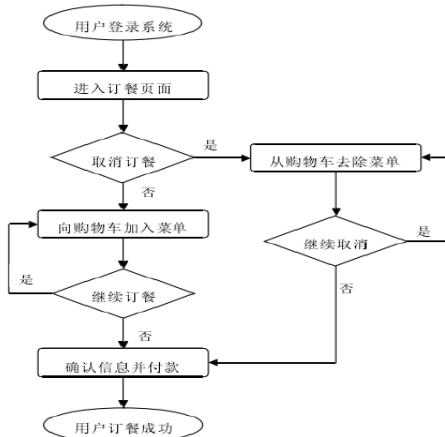 用户登录系统
进入订餐页面
取消订餐
是
从购物车去除菜单
否
向购物车加入菜单
继续取消
是
是
继续订餐
否
否
确认信息并付款
用户订餐成功